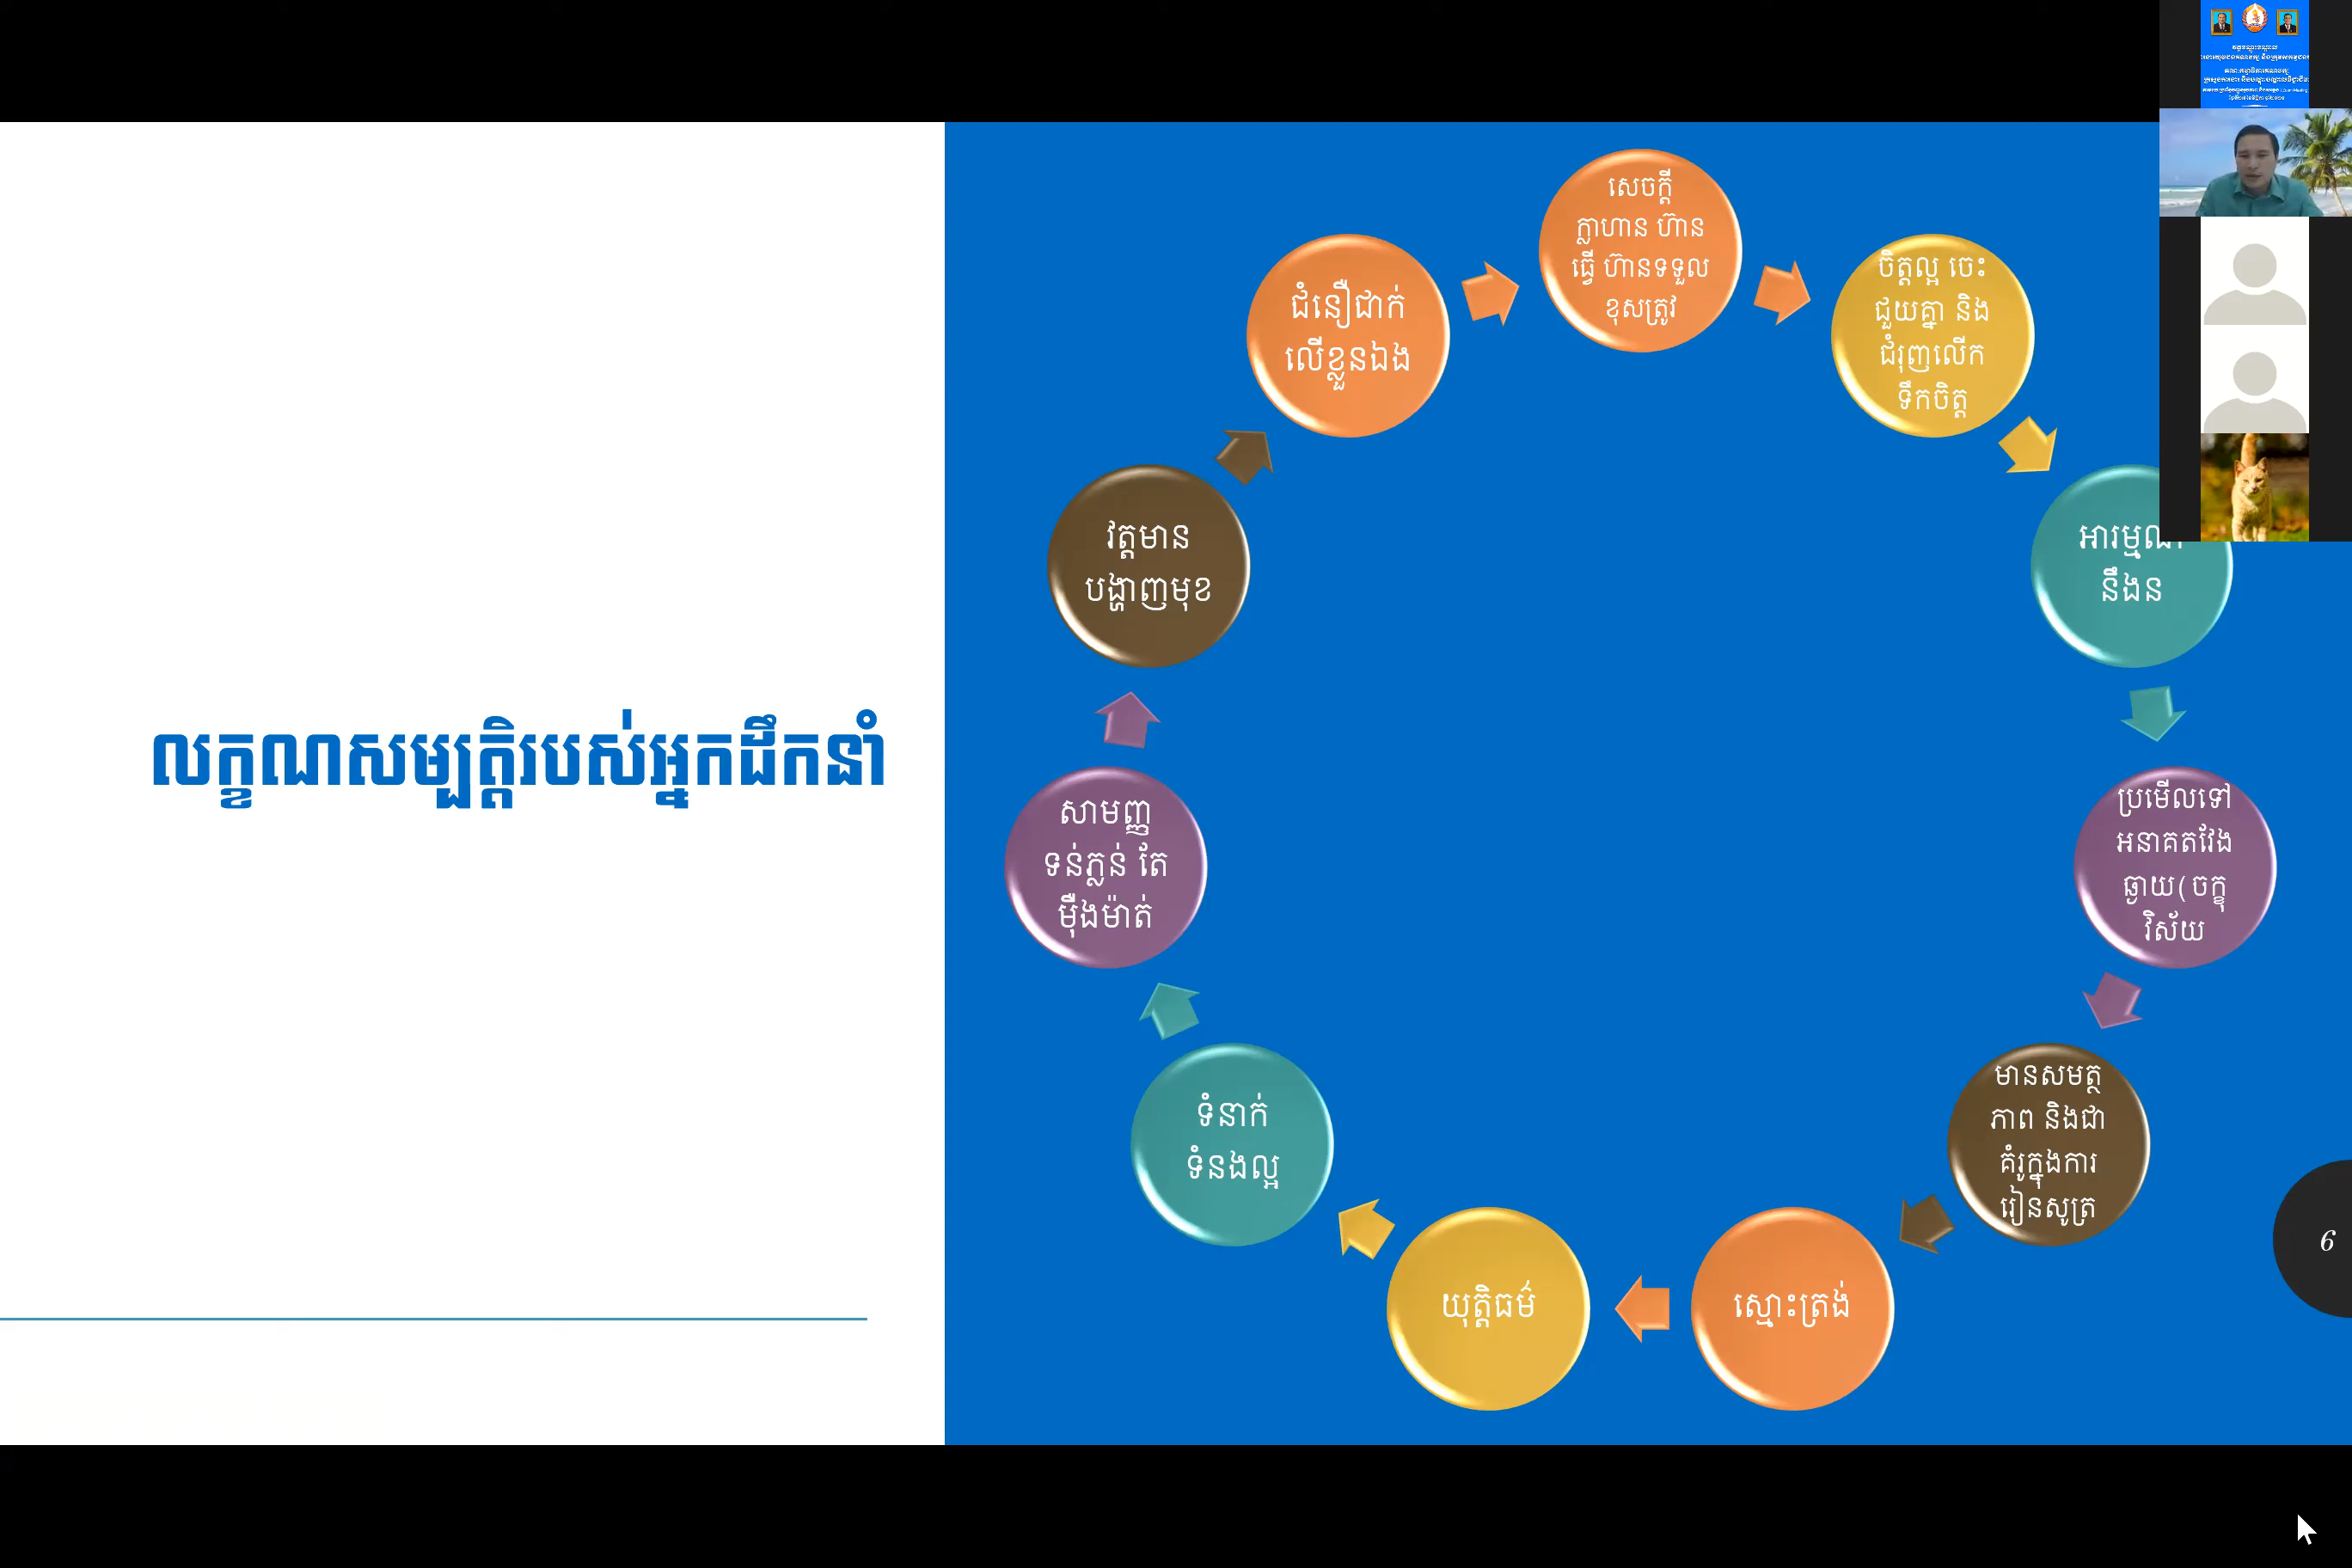 លក្ខណសម្បត្តិរបស់អ្នកដឹកនាំ
សេចក្តី
ក្លាហាន ហ៊ាន
ធ្វើ ហ៊ានទទួល
ខុសត្រូវ
ចិត្តល្អ ចេះ
ជួយគ្នា និង
ជំរុញលើក
ទឹកចិត្ត
នឹងន
ប្រមើលទៅ
អនាគតវែង
ឆ្ងាយ(ចក្ខុ
វិស័យ
មានសមត្ថ
ភាព និងជា
គំរូក្នុងការ
រៀនសូត្រ
ស្មោះត្រង់
យុត្តិធម៌
ទំនាក់
ទំនងល្អ
សាមញ្ញ
ទន់ភ្លន់ តែ
ម៉ឺងម៉ាត់
វត្តមាន
បង្ហាញមុខ
ជំនឿជាក់
លើខ្លួនឯង
6